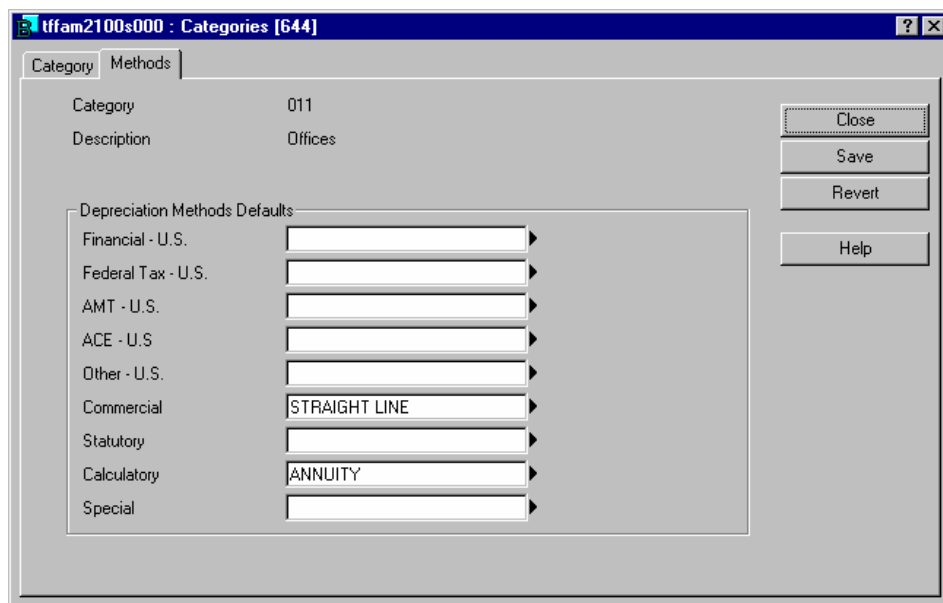 tffam2100s000 : Categories [644]
Category
Methods
Category 011
Description Offices
Close
Save
Revert
Help
Depreciation Methods Defaults
Financial - U.S.
Federal Tax - U.S.
AMT - U.S.
ACE - U.S
Other - U.S.
Commercial STRAIGHT LINE
Statutory
Calculatory ANNUITY
Special